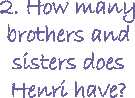 2. How many
brothers and
sisters does
Henri have?